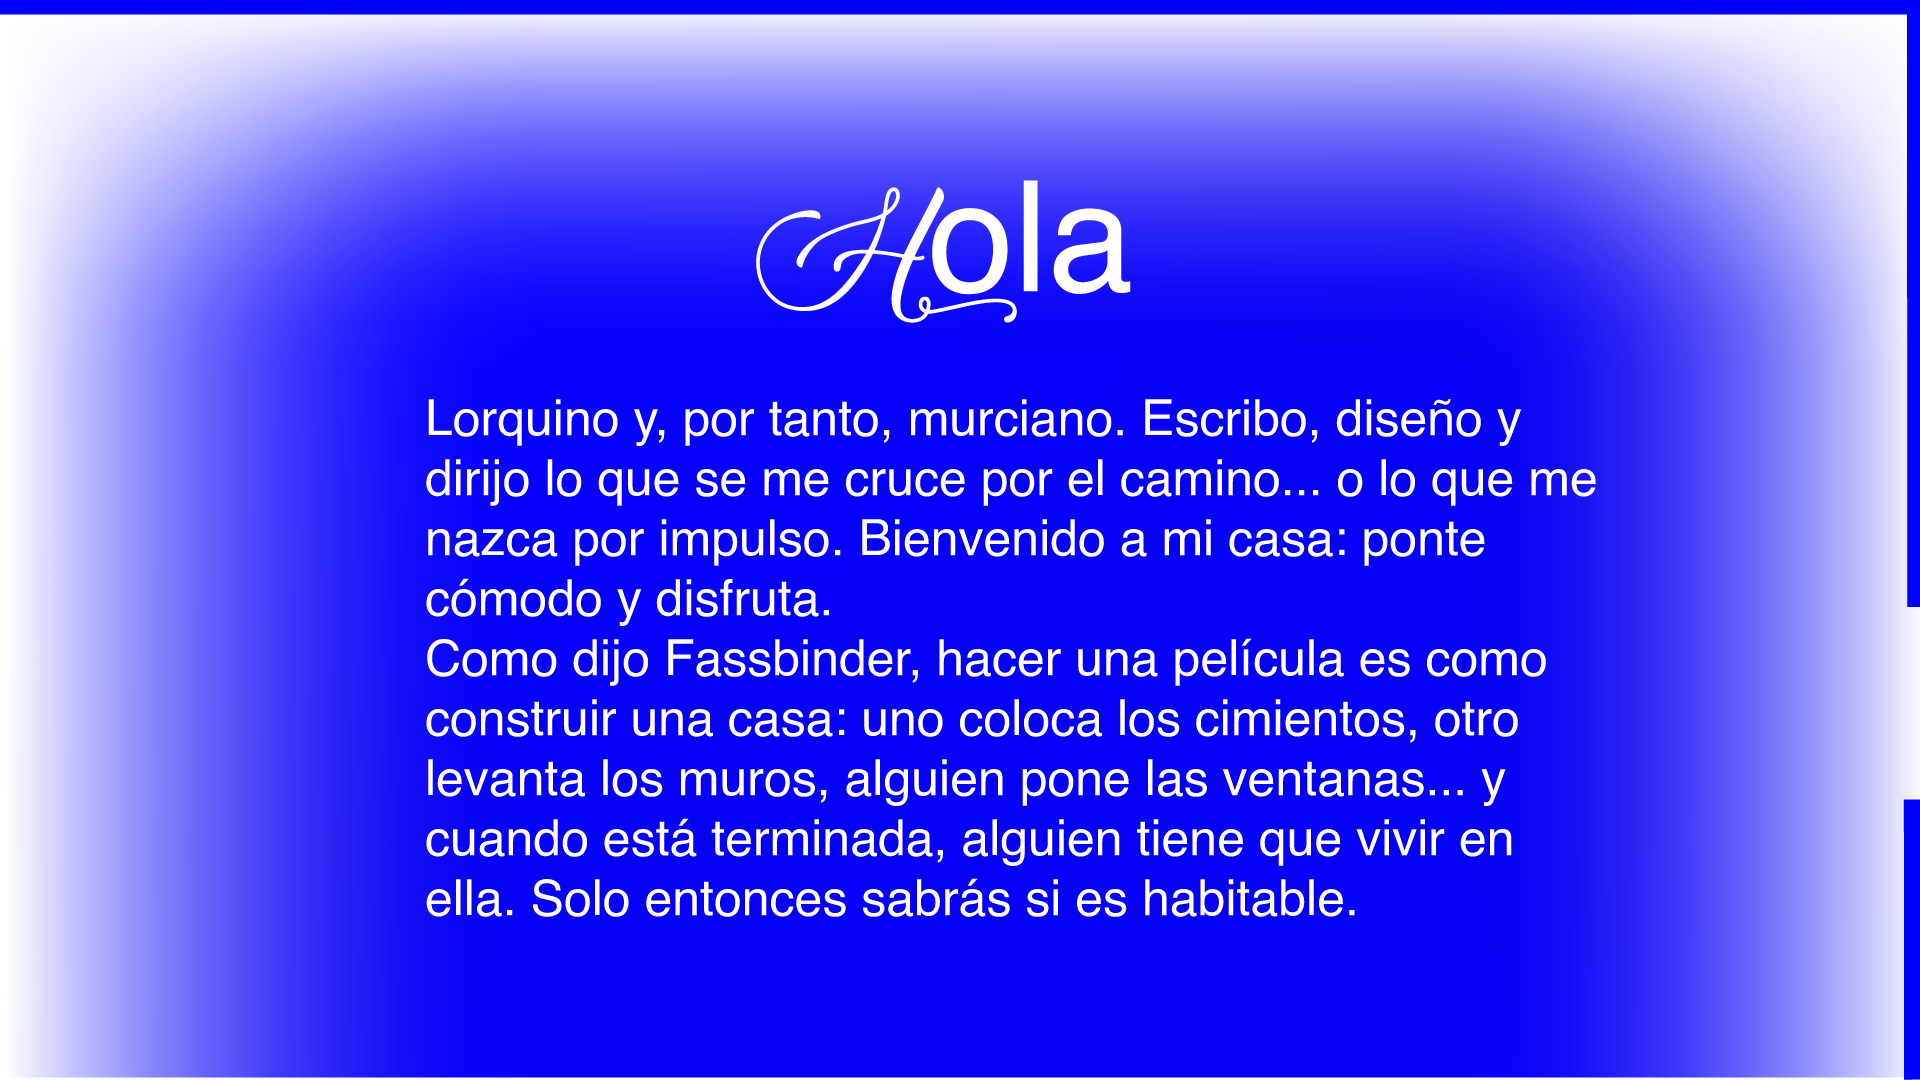 Hola
Lorquino y, por tanto, murciano. Escribo, diseño y
dirijo lo que se me cruce por el camino... o lo que me
nazca por impulso. Bienvenido a mi casa: ponte
cómodo y disfruta.
Como dijo Fassbinder, hacer una película es como
construir una casa: uno coloca los cimientos, otro
levanta los muros, alguien pone las ventanas... y
cuando está terminada, alguien tiene que vivir en
ella. Solo entonces sabrás si es habitable.